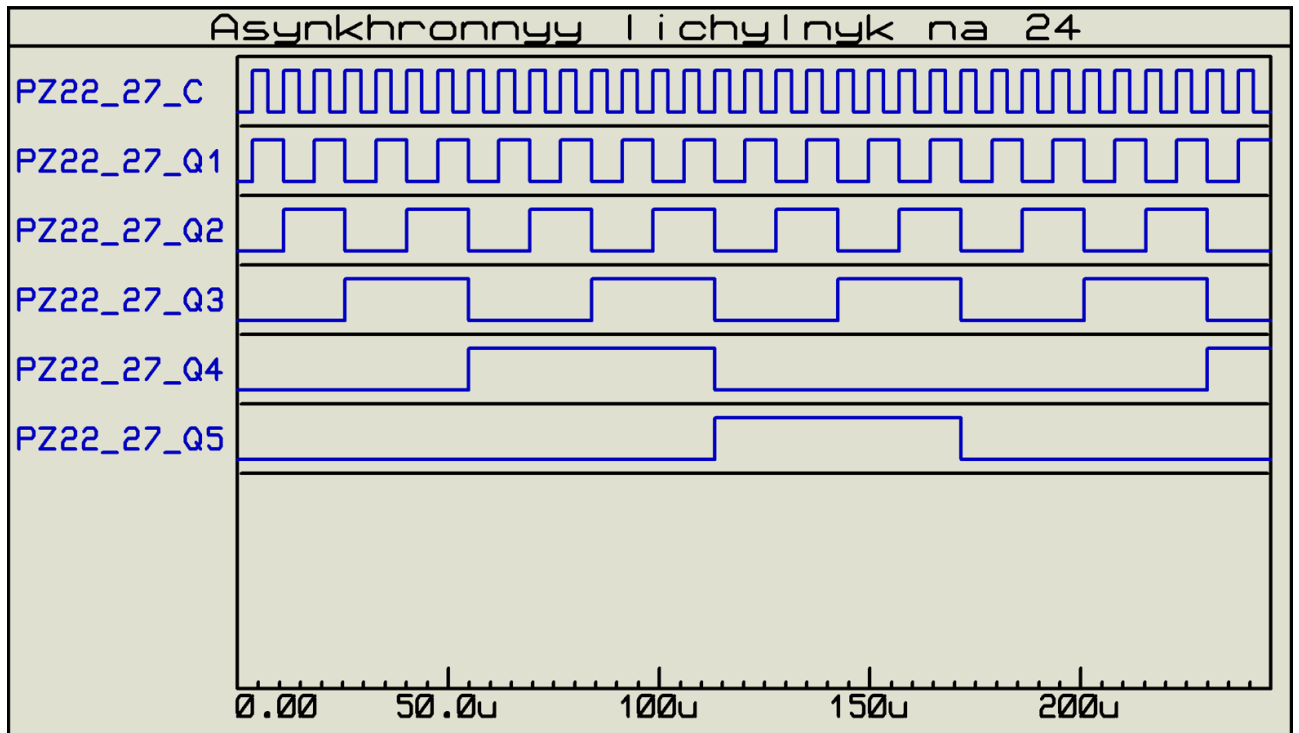 Asynkhronnyy lichylnyk na 24
PZ22_27_C
PZ22_27_Q1
PZ22_27_Q2
PZ22_27_Q3
PZ22_27_Q4
PZ22_27_Q5
0.00 50.0u 100u 150u 200u